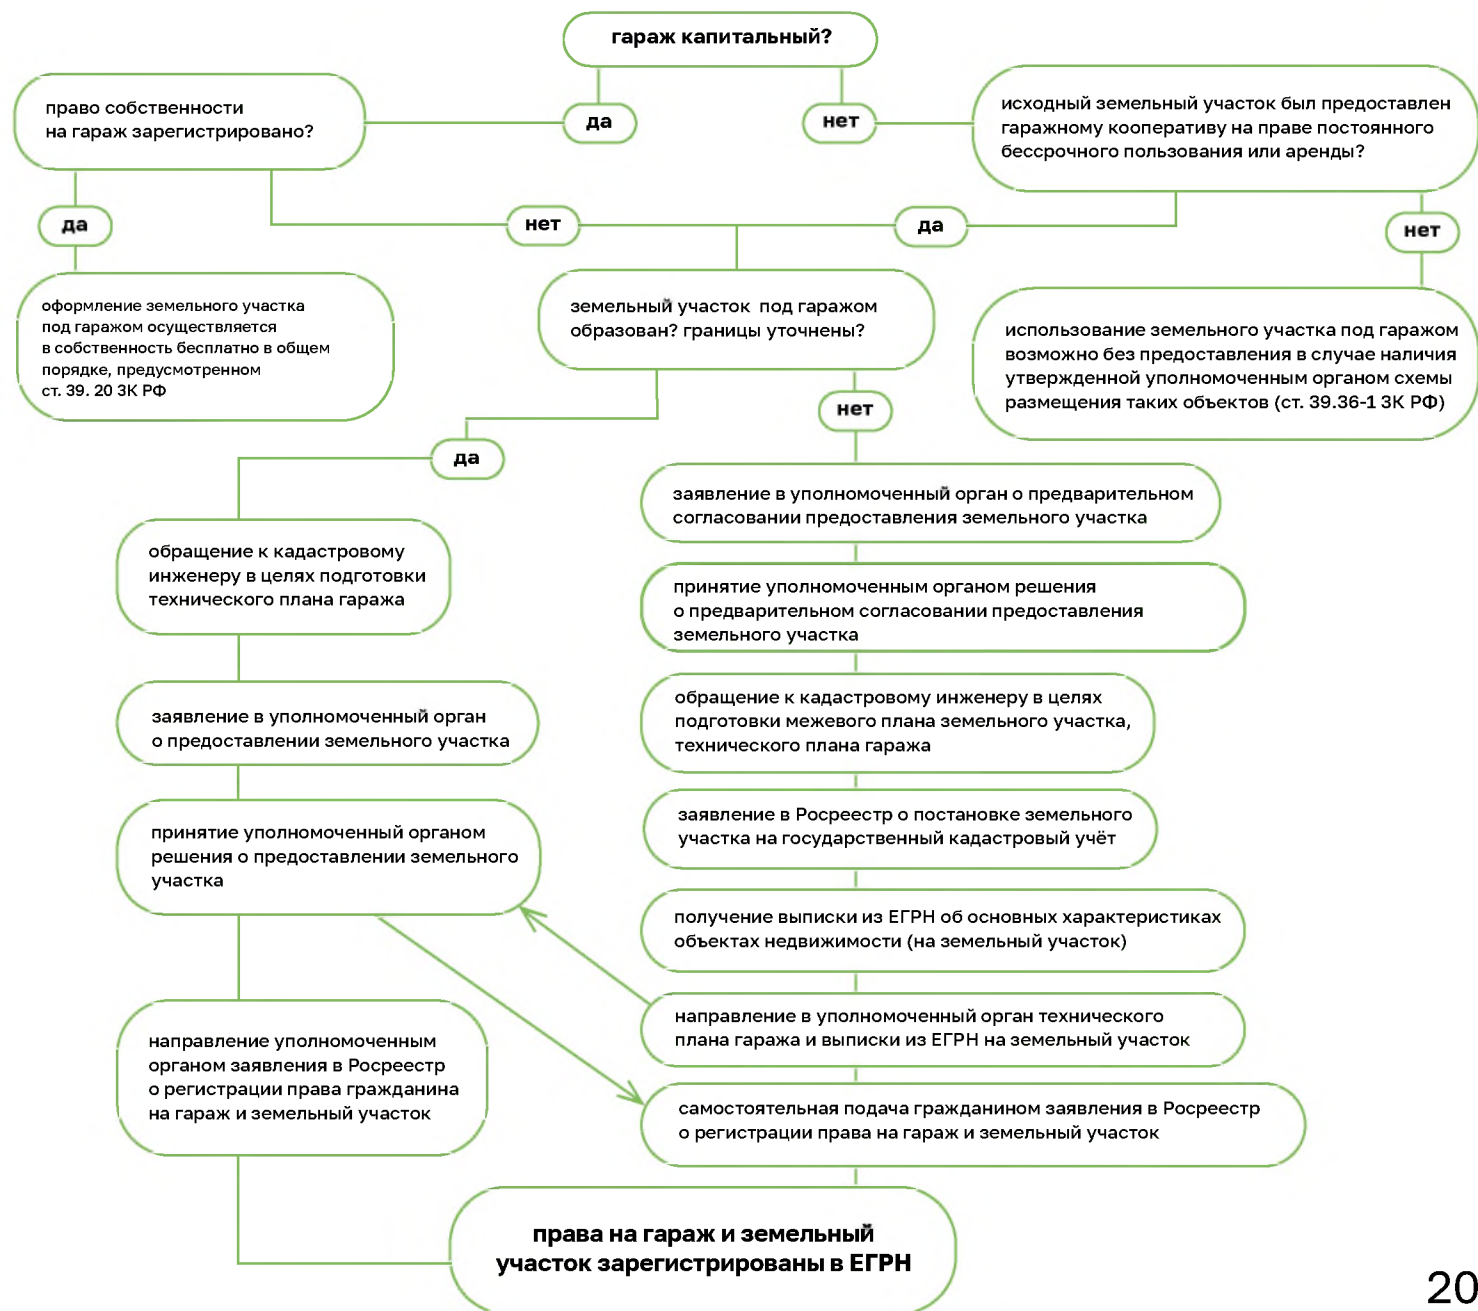 гараж капитальный?
да
нет
право собственности
на гараж зарегистрировано?
исходный земельный участок был предоставлен
гаражному кооперативу на праве постоянного
бессрочного пользования или аренды?
да
нет
да
нет
оформление земельного участка
под гаражом осуществляется
в собственность бесплатно в общем
порядке, предусмотренном
ст. 39. 20 ЗК РФ
земельный участок под гаражом
образован? границы уточнены?
использование земельного участка под гаражом
возможно без предоставления в случае наличия
утвержденной уполномоченным органом схемы
размещения таких объектов (ст. 39.36-1 ЗК РФ)
да
нет
обращение к кадастровому
инженеру в целях подготовки
технического плана гаража
заявление в уполномоченный орган
о предоставлении земельного участка
принятие уполномоченный органом
решения о предоставлении земельного
участка
направление уполномоченным
органом заявления в Росреестр
о регистрации права гражданина
на гараж и земельный участок
заявление в уполномоченный орган о предварительном
согласовании предоставления земельного участка
принятие уполномоченным органом решения
о предварительном согласовании предоставления
земельного участка
обращение к кадастровому инженеру в целях
подготовки межевого плана земельного участка,
технического плана гаража
заявление в Росреестр о постановке земельного
участка на государственный кадастровый учёт
получение выписки из ЕГРН об основных характеристиках
объектах недвижимости (на земельный участок)
направление в уполномоченный орган технического
плана гаража и выписки из ЕГРН на земельный участок
самостоятельная подача гражданином заявления в Росреестр
о регистрации права на гараж и земельный участок
права на гараж и земельный
участок зарегистрированы в ЕГРН
20